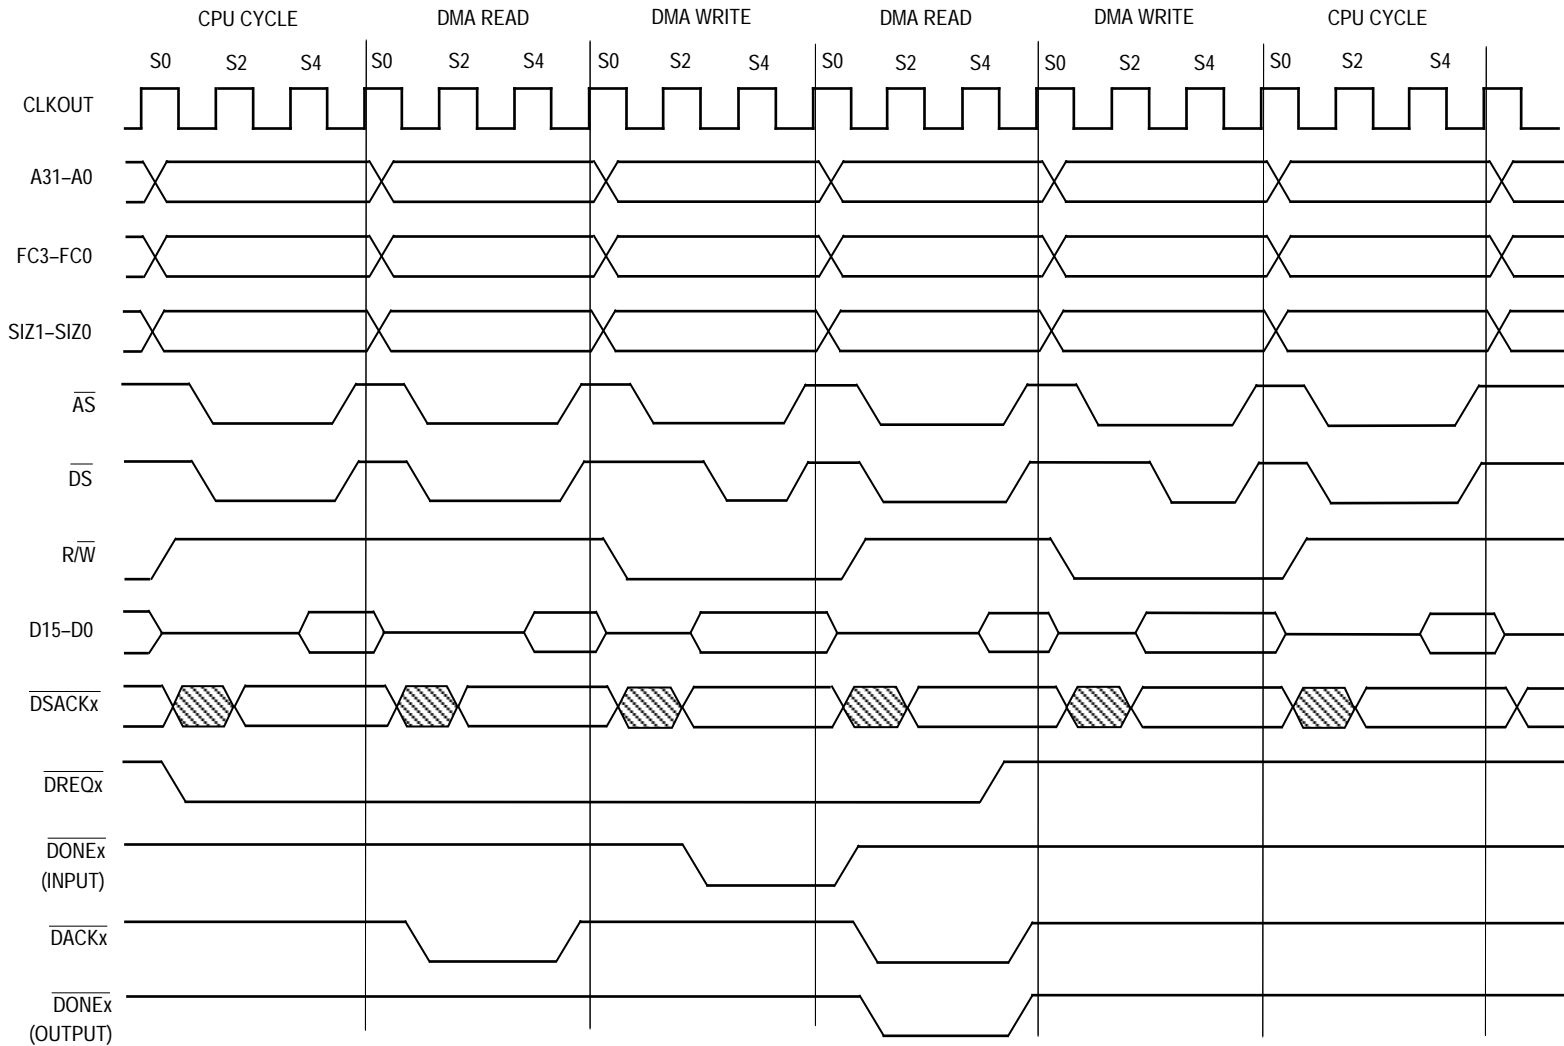 CPU CYCLE DMA READ DMA WRITE DMA READ DMA WRITE CPU CYCLE
S0 S2 S4 S0 S2 S4 S0 S2 S4 S0 S2 S4 S0 S2 S4 S0 S2 S4
CLKOUT
A31–A0
FC3–FC0
SIZ1–SIZ0
AS
DS
R/W
D15–D0
DSACKx
DREQx
DONEx
(INPUT)
DACKx
DONEx
(OUTPUT)